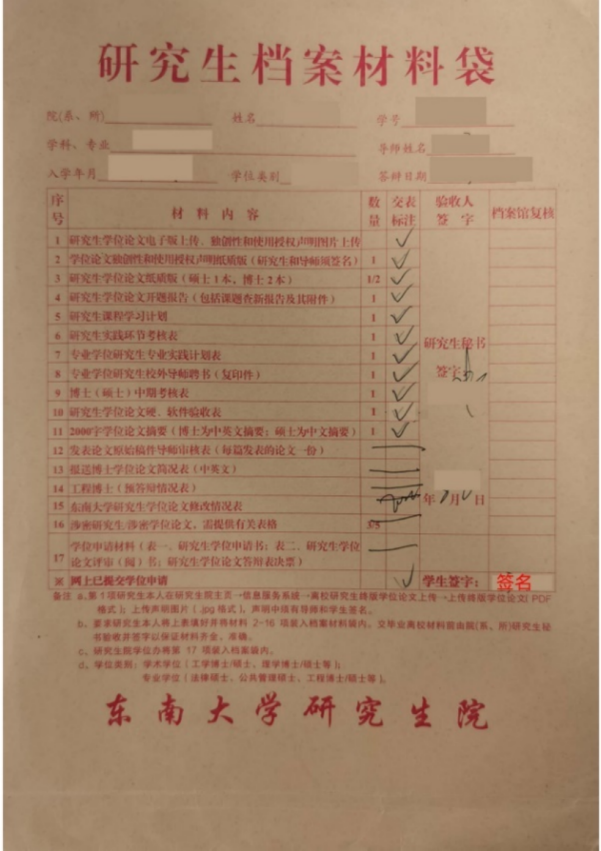 研究生档案材料袋
院(系、所) 姓名 学号
学科、专业 导师姓名
入学年月 学位类别 答辩日期
序号 材料内容 数量 交表标注 验收人签字 档案馆复核
1 研究生学位论文电子版上传、独创性和使用授权声明图片上传 ✓
2 学位论文独创性和使用授权声明纸质版（研究生和导师须签名） 1 ✓
3 研究生学位论文纸质版（硕士1本、博士2本） 1/2 ✓
4 研究生学位论文开题报告（包括课题查新报告及其附件） 1 ✓
5 研究生课程学习计划 1 ✓
6 研究生实践环节考核表 1 ✓ 研究生秘书
7 专业学位研究生专业实践计划表 1 ✓
8 专业学位研究生校外导师聘书（复印件） 1 ✓ 签字：
9 博士（硕士）中期考核表 1 ✓
10 研究生学位论文硬、软件验收表 1 ✓
11 2000字学位论文摘要（博士为中英文摘要；硕士为中文摘要） 1 ✓
12 发表论文原始稿件导师审核表（每篇发表的论文一份）
13 报送博士学位论文简况表（中英文）
14 工程博士（预答辩情况表）
15 东南大学研究生学位论文修改情况表 年 月 日
16 涉密研究生/涉密学位论文，需提供有关表格
17 学位申请材料（表一、研究生学位申请书；表二、研究生学位
论文评审（阅）书；研究生论文答辩表决票）
※ 网上已提交学位申请 ✓ 学生签字： 签名
备注 a、第1项研究生本人在研究生院主页→信息服务系统→离校研究生终版学位论文上传→上传终版学位论文( PDF
格式 )；上传声明图片（.jpg格式），声明中须有导师和学生签名。
b、要求研究生本人将上表填好并将材料 2-16 项装入档案材料袋内。交毕业离校材料前由院(系、所)研究生秘
书验收并签字以保证材料齐全，准确。
c、研究生院学位办将第 17 项装入档案袋内。
d、学位类别：学术学位（工学博士/硕士、理学博士/硕士等）；
专业学位（法律硕士、公共管理硕士、工程博士/硕士等）。
东南大学研究生院